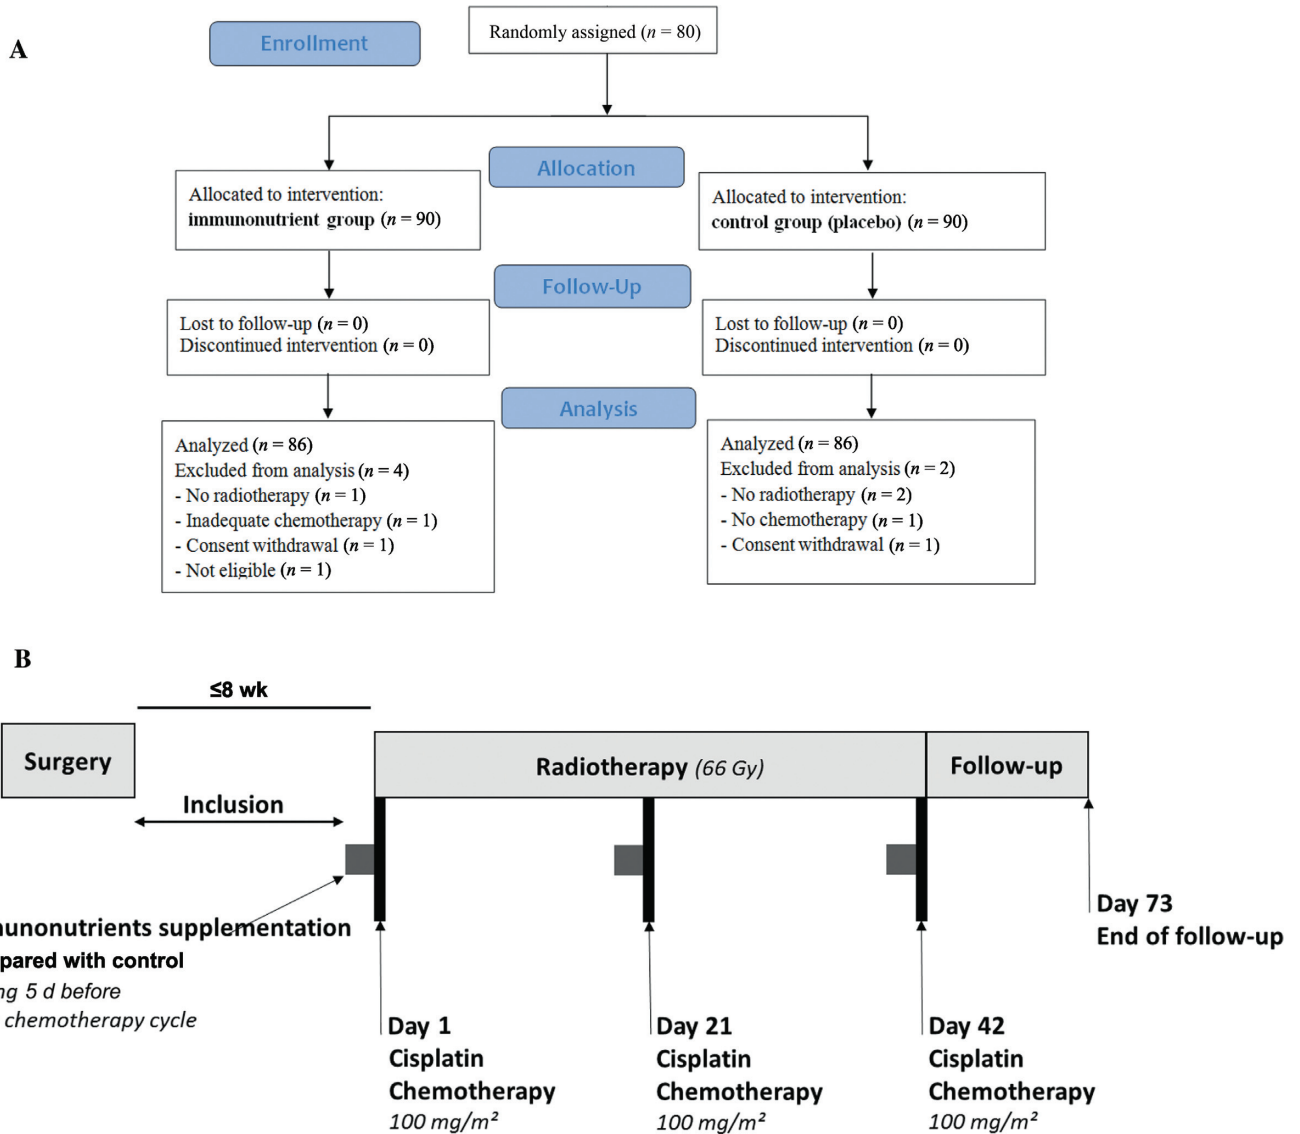 A
Enrollment
Randomly assigned (n = 80)
Allocation
Allocated to intervention:
immunonutrient group (n = 90)
Allocated to intervention:
control group (placebo) (n = 90)
Follow-Up
Lost to follow-up (n = 0)
Discontinued intervention (n = 0)
Lost to follow-up (n = 0)
Discontinued intervention (n = 0)
Analysis
Analyzed (n = 86)
Excluded from analysis (n = 4)
- No radiotherapy (n = 1)
- Inadequate chemotherapy (n = 1)
- Consent withdrawal (n = 1)
- Not eligible (n = 1)
Analyzed (n = 86)
Excluded from analysis (n = 2)
- No radiotherapy (n = 2)
- No chemotherapy (n = 1)
- Consent withdrawal (n = 1)
B
≤8 wk
Surgery
Radiotherapy (66 Gy)
Follow-up
Inclusion
unonutrients supplementation
pared with control
ng 5 d before
chemotherapy cycle
Day 1
Cisplatin
Chemotherapy
100 mg/m²
Day 21
Cisplatin
Chemotherapy
100 mg/m²
Day 42
Cisplatin
Chemotherapy
100 mg/m²
Day 73
End of follow-up